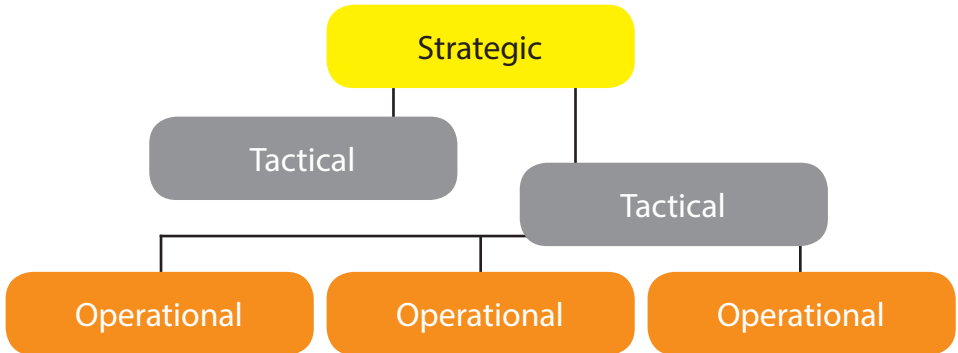 Strategic
Tactical
Tactical
Operational
Operational
Operational